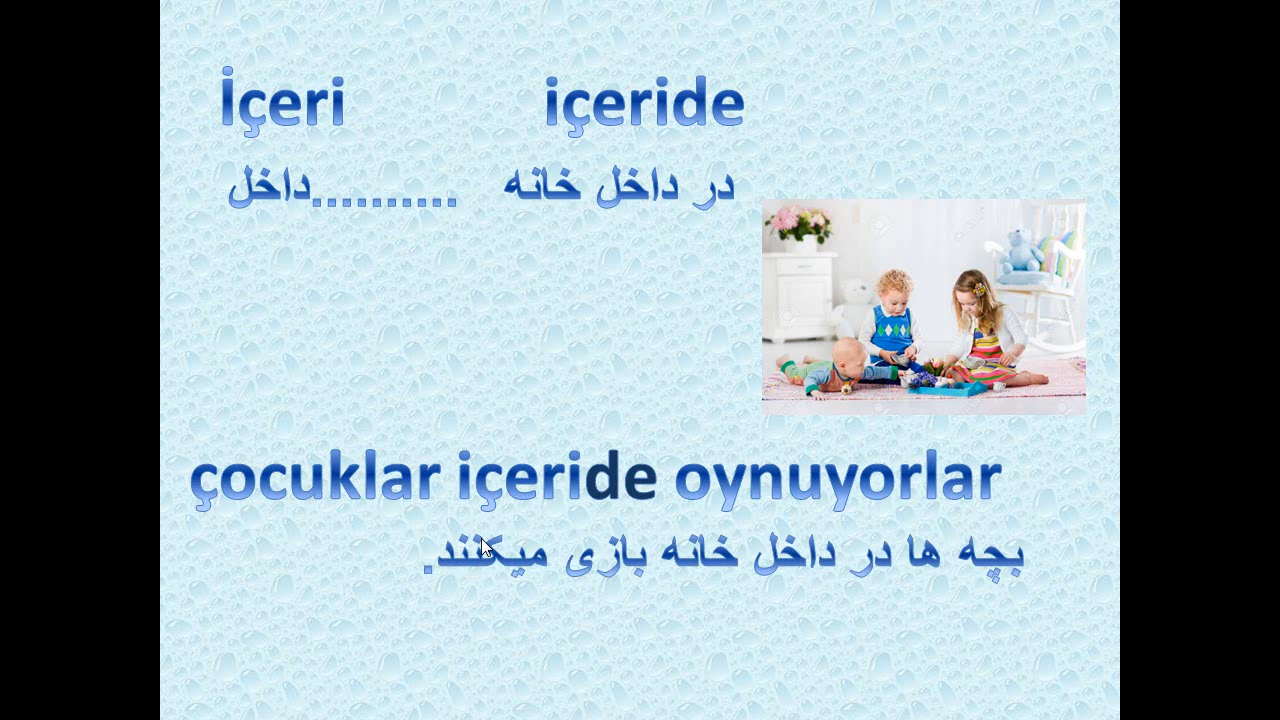 İçeri içeride
در داخل خانه ..........داخل
çocuklar içeride oynuyorlar
بچه ها در داخل خانه بازی میکنند.